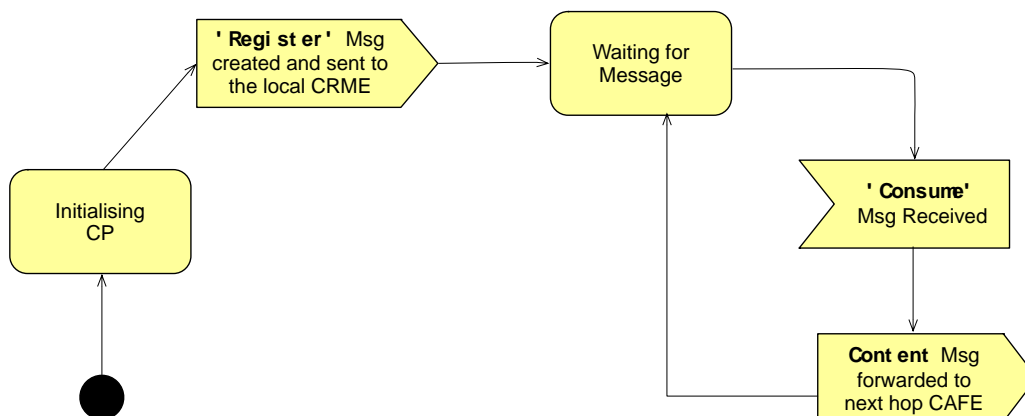 'Register' Msg
created and sent to
the local CRME
Waiting for
Message
Initialising
CP
'Consume'
Msg Received
Content Msg
forwarded to
next hop CAFE